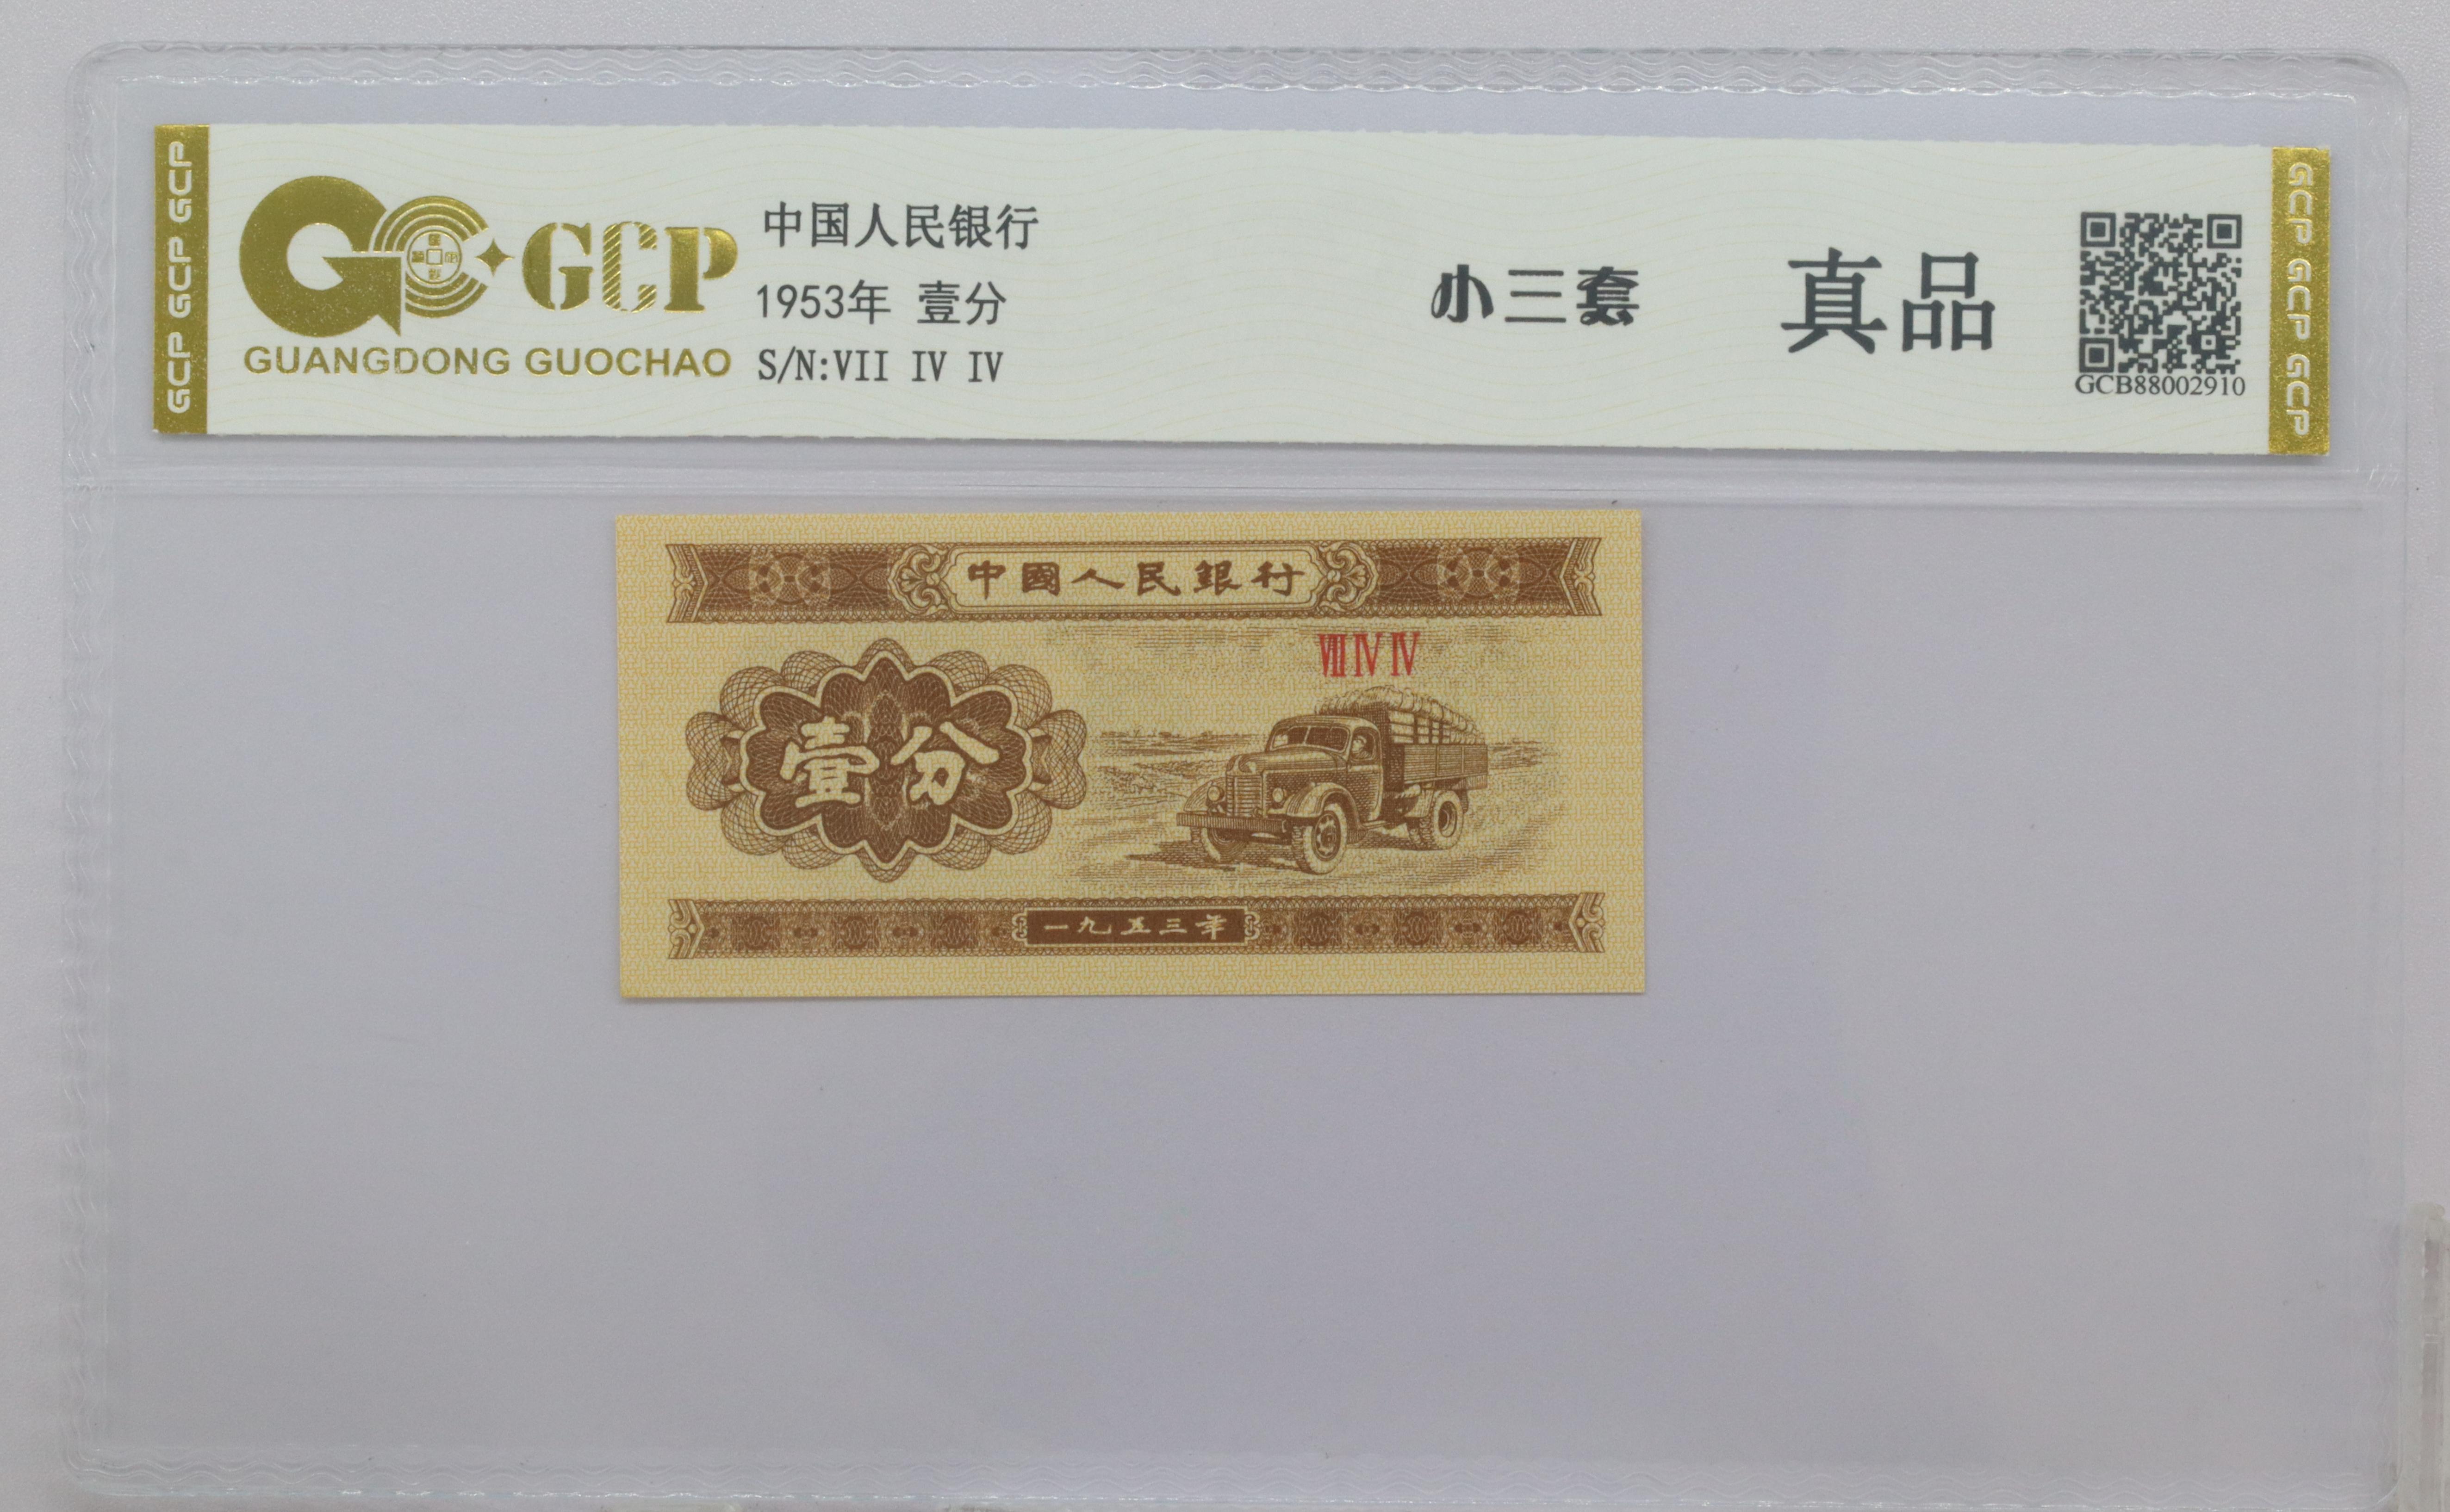 GCP GCP GCP
GCP
GUANGDONG GUOCHAO
中国人民银行
1953年 壹分
S/N:VII IV IV
小三套
真品
GCB88002910
GCP GCP GCP
中國人民銀行
VIII IV IV
壹分
一九五三年